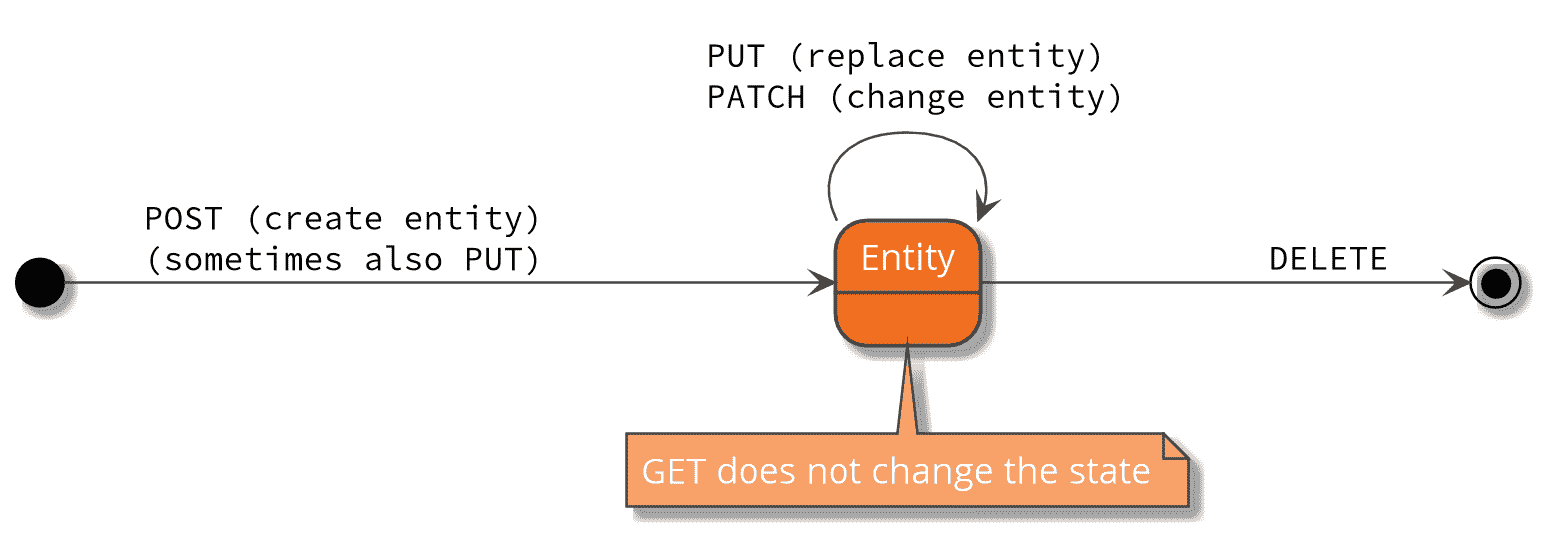 PUT (replace entity)
PATCH (change entity)
POST (create entity)
(sometimes also PUT)
Entity
DELETE
GET does not change the state